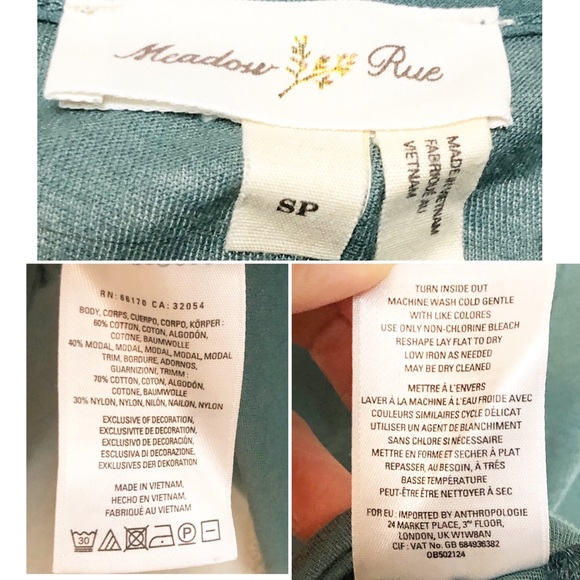 Meadow Rue
SP
MADE IN VIETNAM
FABRIQUÉ AU
VIETNAM
RN: 66170 CA: 32054
BODY, CORPS, CUERPO, CORPO, KÖRPER :
60% COTTON, COTON, ALGODÓN,
COTONE, BAUMWOLLE
40% MODAL, MODAL, MODAL, MODAL, MODAL
TRIM, BORDURE, ADORNOS,
GUARNIZIONI, TRIMM :
70% COTTON, COTON, ALGODÓN,
COTONE, BAUMWOLLE
30% NYLON, NYLON, NILÓN, NAILON, NYLON
EXCLUSIVE OF DECORATION,
EXCLUSIVITE DE DÉCORATION,
EXCLUSIVO DE DECORACIÓN,
ESCLUSIVA DI DECORAZIONE,
EXKLUSIVES DER DEKORATION
MADE IN VIETNAM,
HECHO EN VIETNAM,
FABRIQUÉ AU VIETNAM
30 P
TURN INSIDE OUT
MACHINE WASH COLD GENTLE
WITH LIKE COLORES
USE ONLY NON-CHLORINE BLEACH
RESHAPE LAY FLAT TO DRY
LOW IRON AS NEEDED
MAY BE DRY CLEANED
METTRE À L'ENVERS
LAVER À LA MACHINE À L'EAU FROIDE AVEC
COULEURS SIMILAIRES CYCLE DÉLICAT
UTILISER UN AGENT DE BLANCHIMENT
SANS CHLORE SI NÉCESSAIRE
METTRE EN FORME ET SECHER À PLAT
REPASSER, AU BESOIN, À TRÈS
BASSE TEMPÉRATURE
PEUT-ÊTRE ÊTRE NETTOYER À SEC
FOR EU: IMPORTED BY ANTHROPOLOGIE
24 MARKET PLACE, 3RD FLOOR,
LONDON, UK W1W8AN
CIF : VAT No. GB 684936382
OB502124